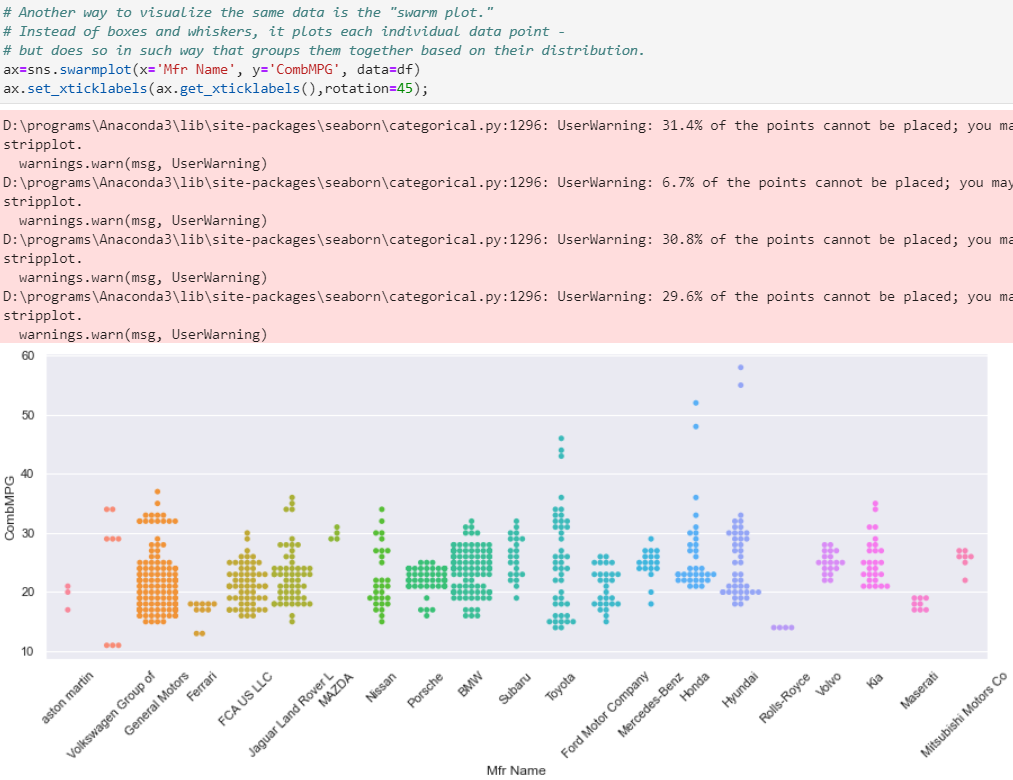 # Another way to visualize the same data is the "swarm plot."
# Instead of boxes and whiskers, it plots each individual data point -
# but does so in such way that groups them together based on their distribution.
ax=sns.swarmplot(x='Mfr Name', y='CombMPG', data=df)
ax.set_xticklabels(ax.get_xticklabels(),rotation=45);
D:\programs\Anaconda3\lib\site-packages\seaborn\categorical.py:1296: UserWarning: 31.4% of the points cannot be placed; you ma
stripplot.
warnings.warn(msg, UserWarning)
D:\programs\Anaconda3\lib\site-packages\seaborn\categorical.py:1296: UserWarning: 6.7% of the points cannot be placed; you may
stripplot.
warnings.warn(msg, UserWarning)
D:\programs\Anaconda3\lib\site-packages\seaborn\categorical.py:1296: UserWarning: 30.8% of the points cannot be placed; you ma
stripplot.
warnings.warn(msg, UserWarning)
D:\programs\Anaconda3\lib\site-packages\seaborn\categorical.py:1296: UserWarning: 29.6% of the points cannot be placed; you ma
stripplot.
warnings.warn(msg, UserWarning)
60
50
40
30
20
10
CombMPG
aston martin
Volkswagen Group of
General Motors
Ferrari
FCA US LLC
Jaguar Land Rover L
MAZDA
Nissan
Porsche
BMW
Subaru
Toyota
Ford Motor Company
Mercedes-Benz
Honda
Hyundai
Rolls-Royce
Volvo
Kia
Maserati
Mitsubishi Motors Co
Mfr Name